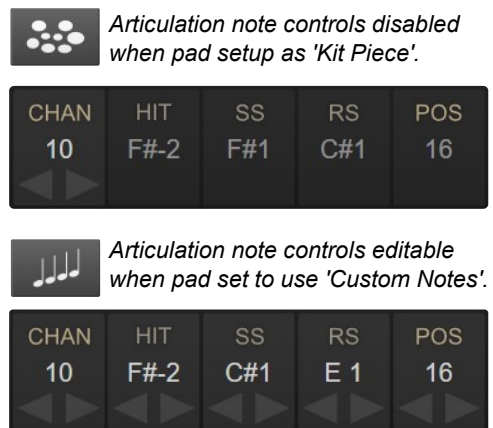 Articulation note controls disabled
when pad setup as 'Kit Piece'.
CHAN HIT SS RS POS
10 F#-2 F#1 C#1 16
Articulation note controls editable
when pad set to use 'Custom Notes'.
CHAN HIT SS RS POS
10 F#-2 C#1 E 1 16